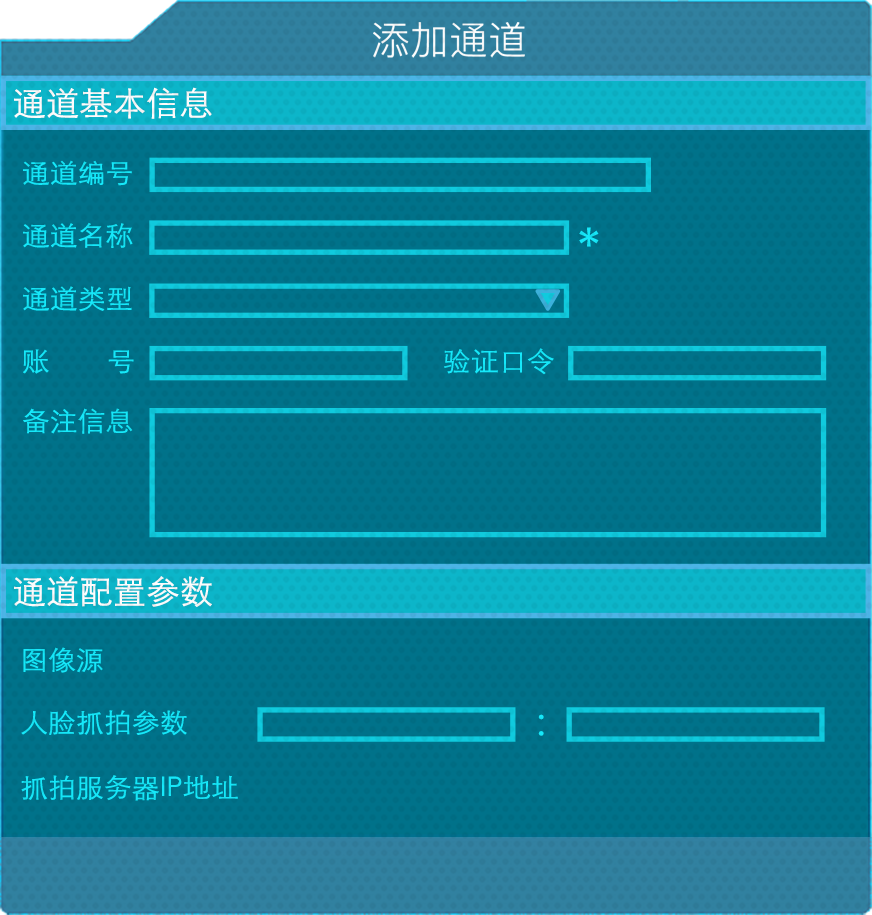 添加通道
通道基本信息
通道编号
通道名称 *
通道类型
账 号 验证口令
备注信息
通道配置参数
图像源
人脸抓拍参数 :
抓拍服务器IP地址